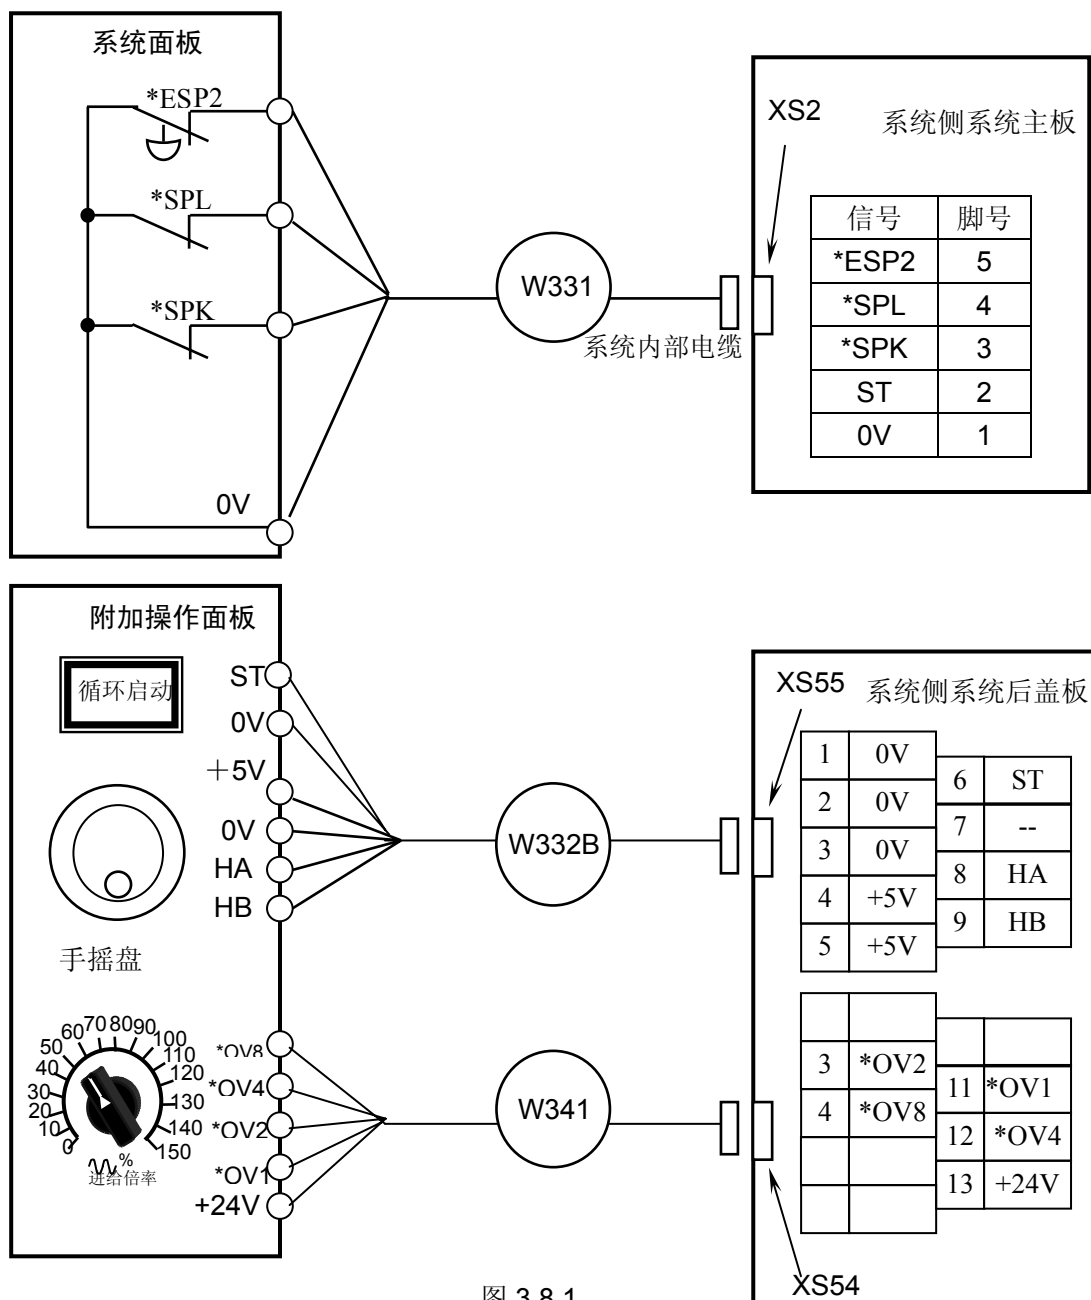 系统面板
*ESP2
*SPL
*SPK
0V
W331
系统内部电缆
XS2
系统侧系统主板
信号 脚号
*ESP2 5
*SPL 4
*SPK 3
ST 2
0V 1
附加操作面板
循环启动
ST
0V
+5V
0V
HA
HB
手摇盘
W332B
XS55
系统侧系统后盖板
1 0V
2 0V
3 0V
4 +5V
5 +5V
6 ST
7 --
8 HA
9 HB
0 10 20 30 40 50 60 70 80 90 100 110 120 130 140 150
%
进给倍率
*OV8
*OV4
*OV2
*OV1
+24V
W341
3 *OV2
4 *OV8
11 *OV1
12 *OV4
13 +24V
XS54
图 3.8.1